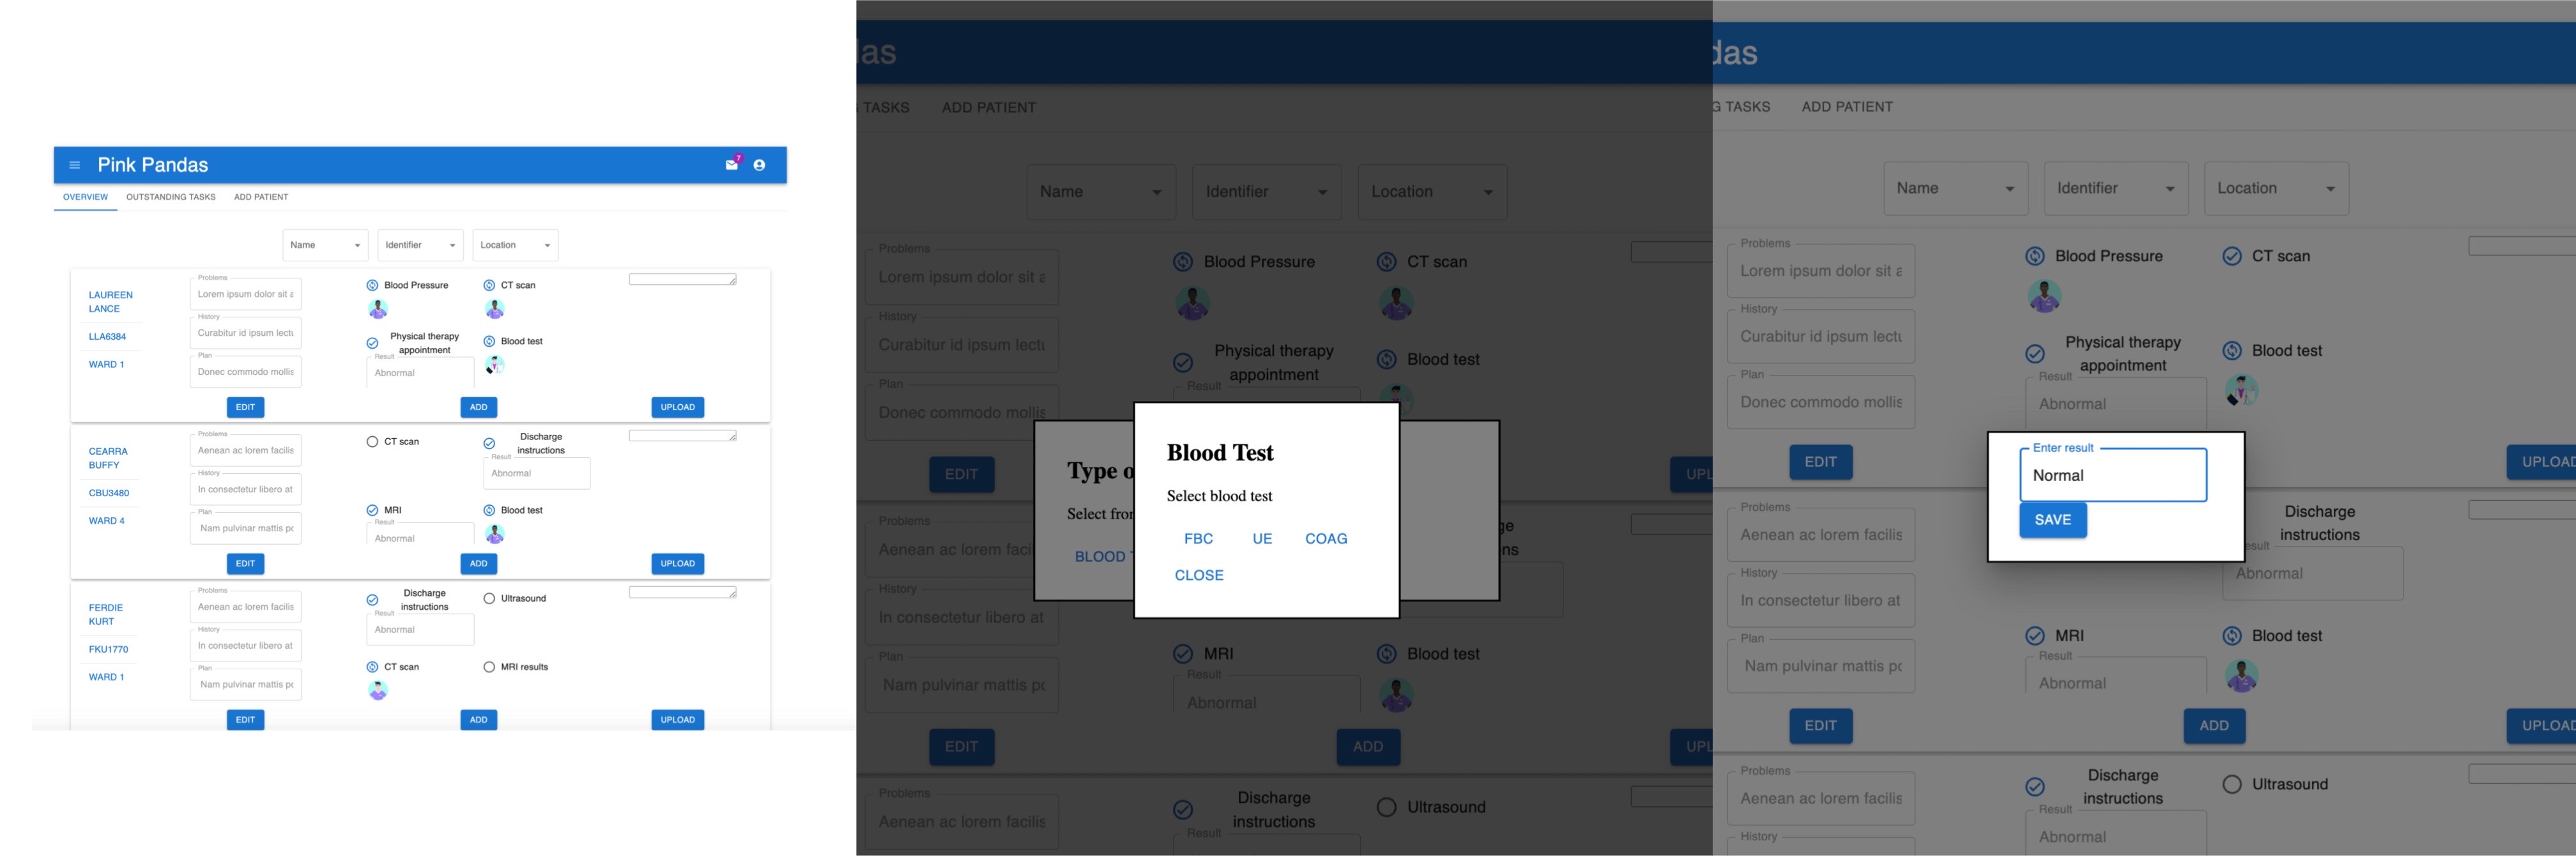 Pink Pandas
7
OVERVIEW OUTSTANDING TASKS ADD PATIENT
Name Identifier Location
LAUREEN
LANCE
LLA6384
WARD 1
Problems
Lorem ipsum dolor sit a
History
Curabitur id ipsum lectu
Plan
Donec commodo mollis
Blood Pressure
CT scan
Physical therapy
appointment
Result
Abnormal
Blood test
EDIT ADD UPLOAD
CEARRA
BUFFY
CBU3480
WARD 4
Problems
Aenean ac lorem facilis
History
In consectetur libero at
Plan
Nam pulvinar mattis po
CT scan
Discharge
instructions
Result
Abnormal
MRI
Result
Abnormal
Blood test
EDIT ADD UPLOAD
FERDIE
KURT
FKU1770
WARD 1
Problems
Aenean ac lorem facilis
History
In consectetur libero at
Plan
Nam pulvinar mattis po
Discharge
instructions
Result
Abnormal
Ultrasound
CT scan
MRI results
EDIT ADD UPLOAD
das
TASKS ADD PATIENT
Name Identifier Location
Problems
Lorem ipsum dolor sit a
History
Curabitur id ipsum lectu
Plan
Donec commodo mollis
Blood Pressure
CT scan
Physical therapy
appointment
Result
Blood test
EDIT UPL
Type o
Select fror
BLOOD T
Blood Test
Select blood test
FBC UE COAG
CLOSE
Problems
Aenean ac lorem faci
History
In consectetur libero at
Plan
Nam pulvinar mattis po
ge
ns
MRI
Result
Abnormal
Blood test
EDIT ADD UPL
Problems
Aenean ac lorem facilis
Discharge
instructions
Result
Ultrasound
das
G TASKS ADD PATIENT
Name Identifier Location
Problems
Lorem ipsum dolor sit a
History
Curabitur id ipsum lectu
Plan
Donec commodo mollis
Blood Pressure
CT scan
Physical therapy
appointment
Result
Abnormal
Blood test
EDIT UPLOAD
Enter result
Normal
SAVE
Problems
Aenean ac lorem facilis
History
In consectetur libero at
Plan
Nam pulvinar mattis po
Discharge
instructions
esult
Abnormal
MRI
Result
Abnormal
Blood test
EDIT ADD UPLOAD
Problems
Aenean ac lorem facilis
History
Discharge
instructions
Result
Abnormal
Ultrasound